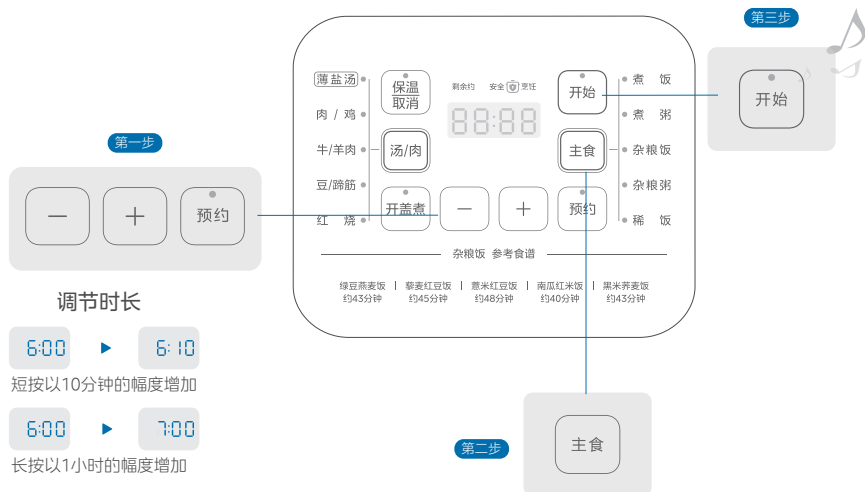 第三步
开始
薄盐汤
肉 / 鸡
牛/羊肉
豆/蹄筋
红 烧
保温
取消
汤/肉
开盖煮
剩余约 安全 烹饪
88:88
开始
主食
预约
－
＋
煮 饭
煮 粥
杂粮饭
杂粮粥
稀 饭
杂粮饭 参考食谱
绿豆燕麦饭 | 藜麦红豆饭 | 薏米红豆饭 | 南瓜红米饭 | 黑米荞麦饭
约43分钟 约45分钟 约48分钟 约40分钟 约43分钟
第一步
－ ＋ 预约
调节时长
6:00 ▶ 6:10
短按以10分钟的幅度增加
6:00 ▶ 7:00
长按以1小时的幅度增加
第二步
主食